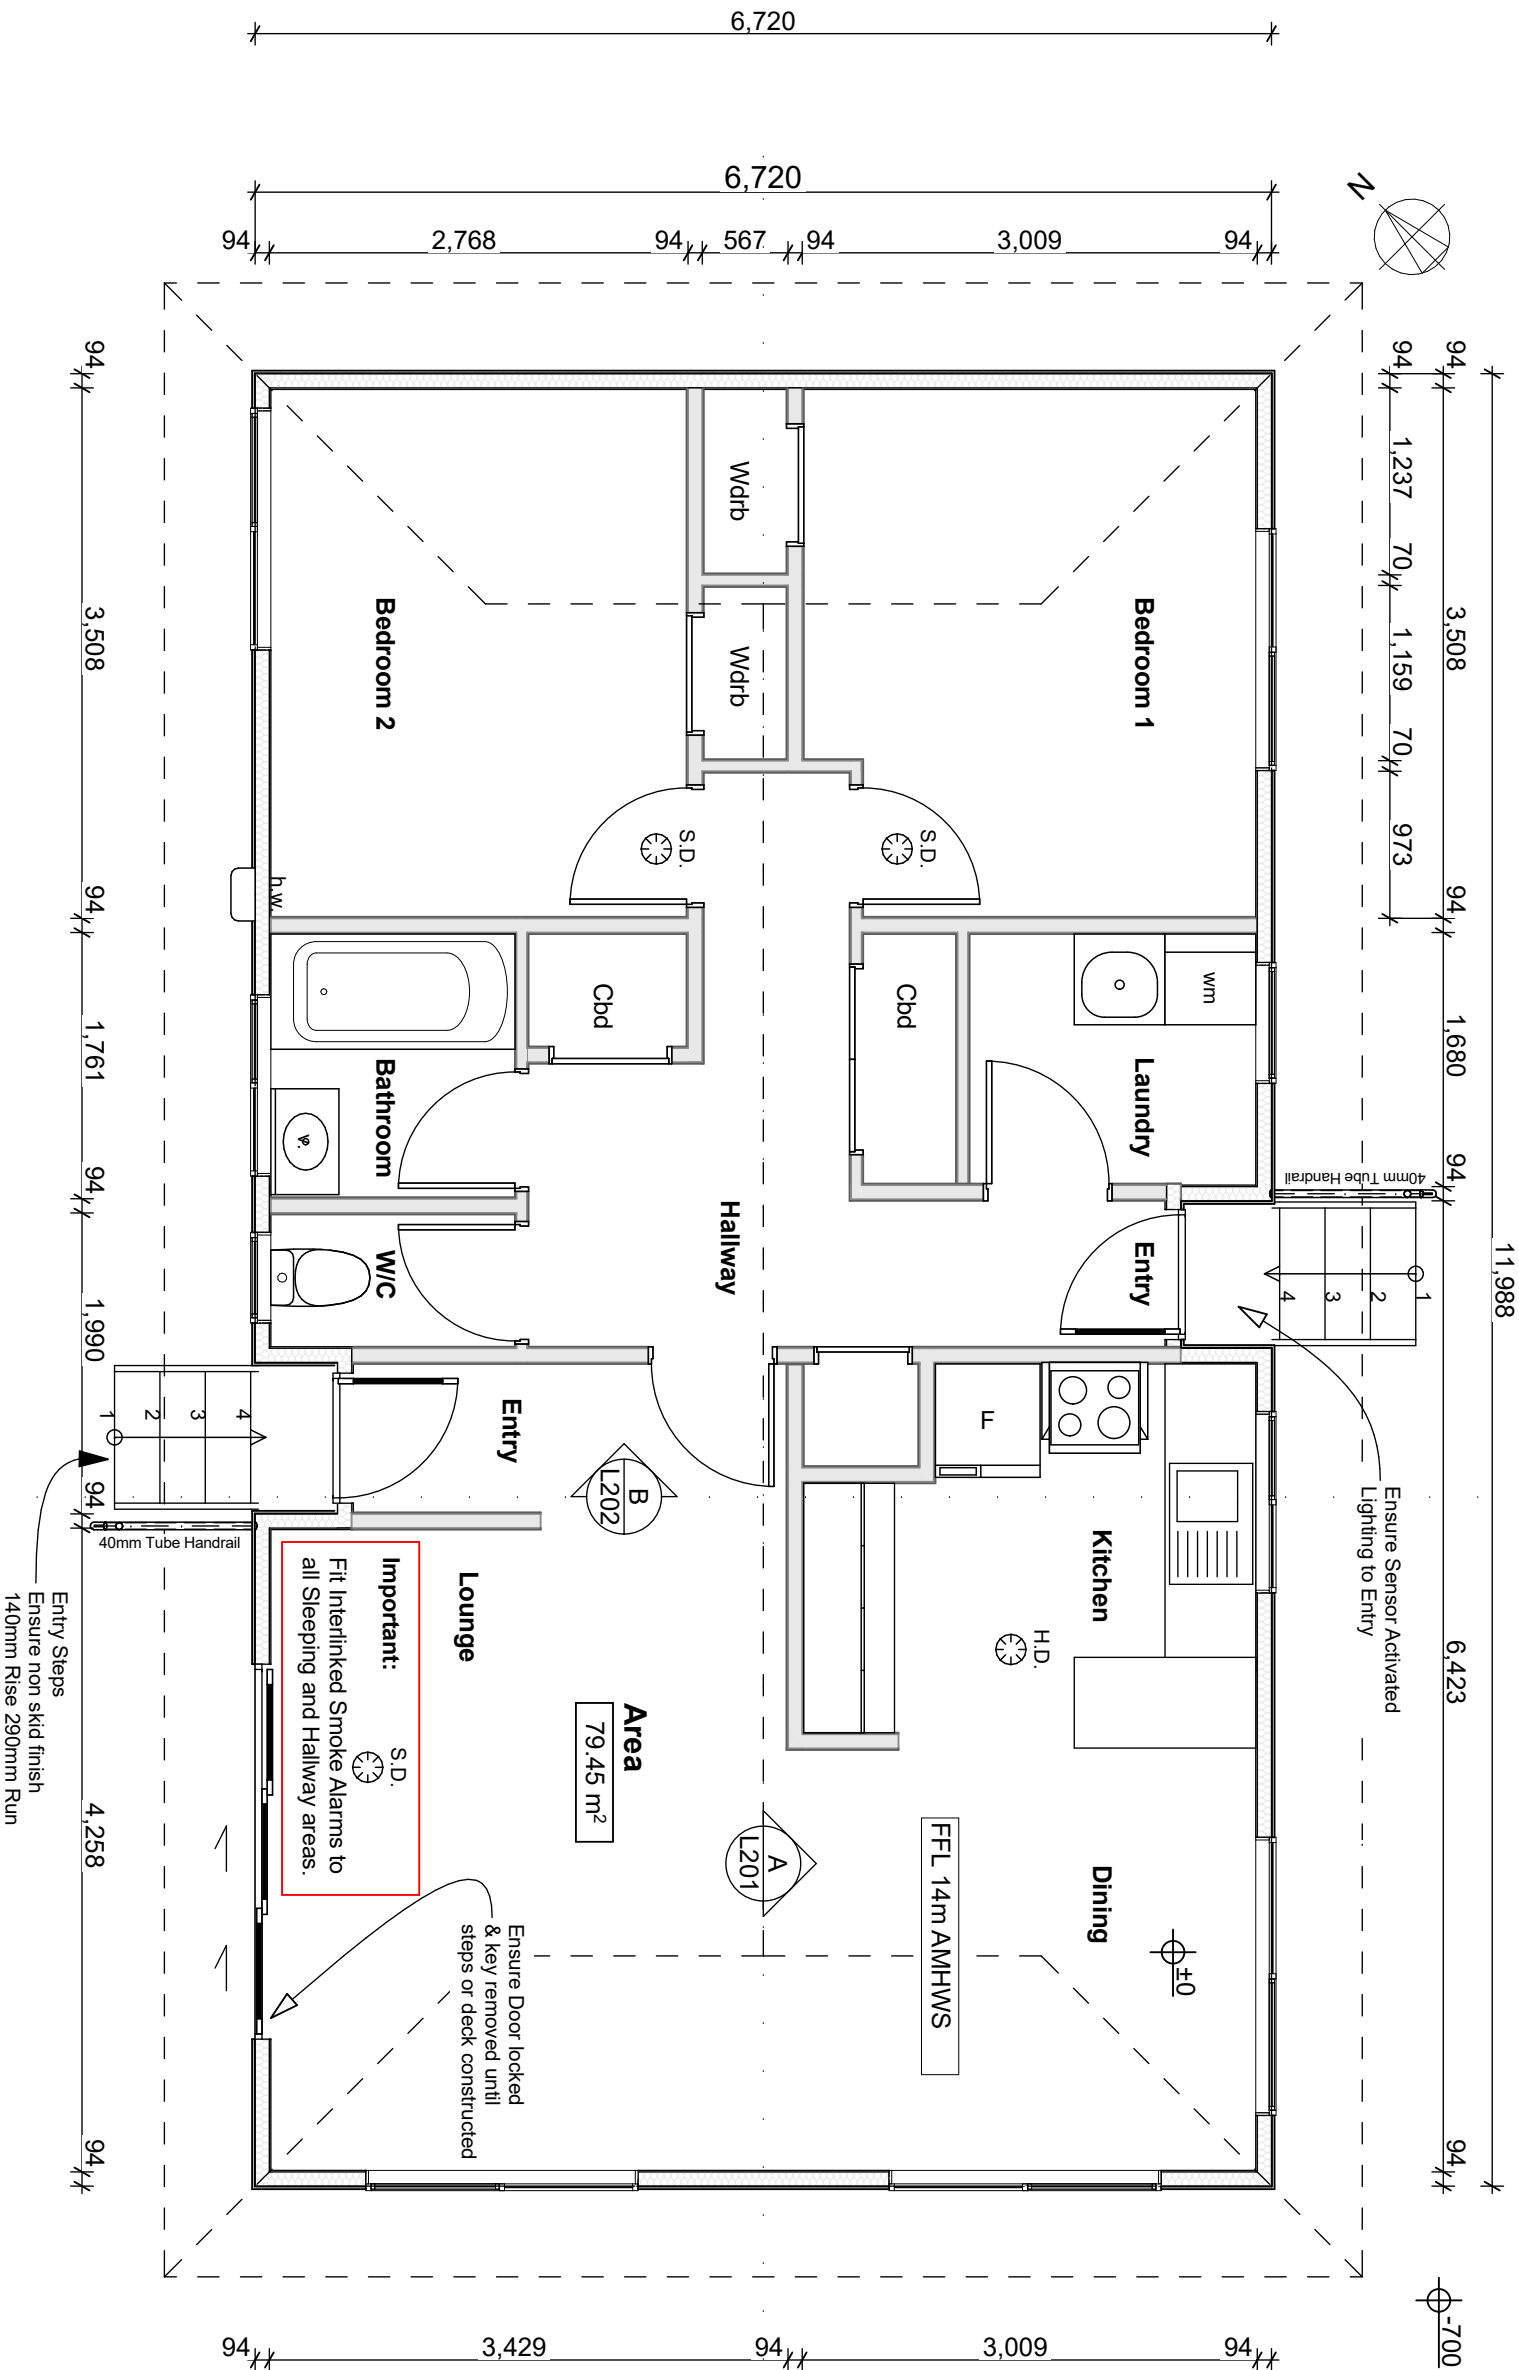 6,720
6,720
94
2,768
94
567
94
3,009
94
N
94
1,237
70
1,159
70
973
94
3,508
94
1,680
94
6,423
94
11,988
94
3,508
94
1,761
94
1,990
94
4,258
94
Bedroom 1
Bedroom 2
Wdrb
Wdrb
S.D.
S.D.
h.w.
Cbd
Cbd
wm
Laundry
Bathroom
v.
W/C
Hallway
Entry
40mm Tube Handrail
1
2
3
4
Ensure Sensor Activated
Lighting to Entry
Entry
1
2
3
4
40mm Tube Handrail
Entry Steps
Ensure non skid finish
140mm Rise 290mm Run
F
Kitchen
H.D.
B
L202
Lounge
Important:
Fit Interlinked Smoke Alarms to
all Sleeping and Hallway areas.
S.D.
Area
79.45 m²
A
L201
FFL 14m AMHWS
Dining
±0
Ensure Door locked
& key removed until
steps or deck constructed
-700
94
3,429
94
3,009
94